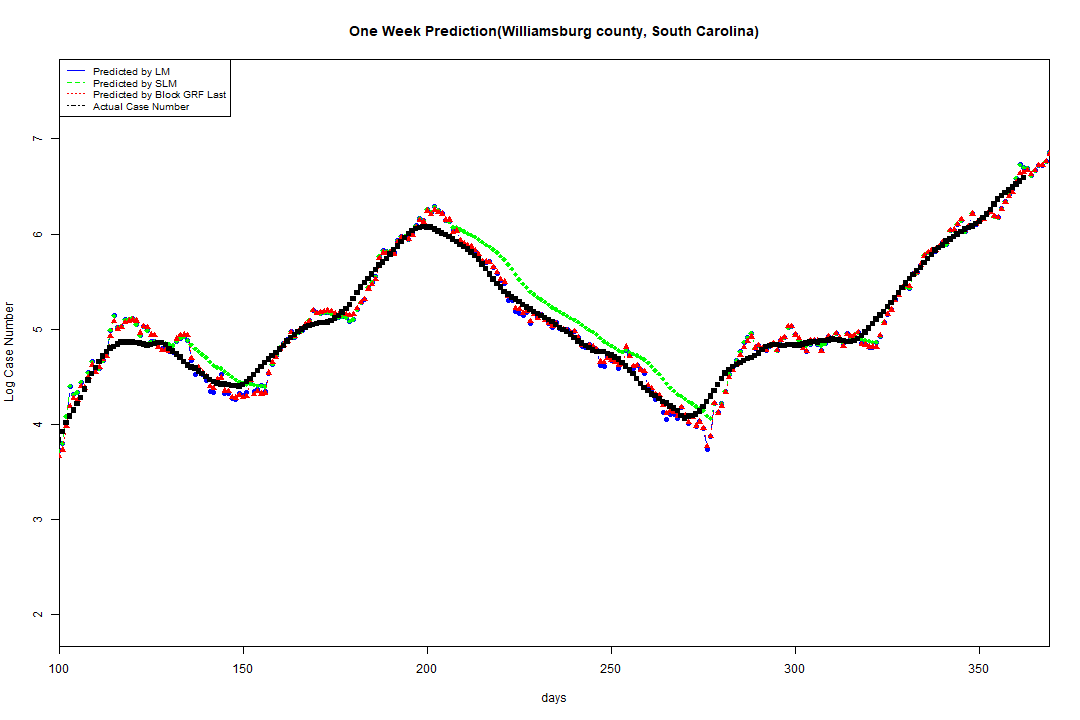 One Week Prediction(Williamsburg county, South Carolina)
Predicted by LM
Predicted by SLM
Predicted by Block GRF Last
Actual Case Number
Log Case Number
7
6
5
4
3
2
100 150 200 250 300 350
days